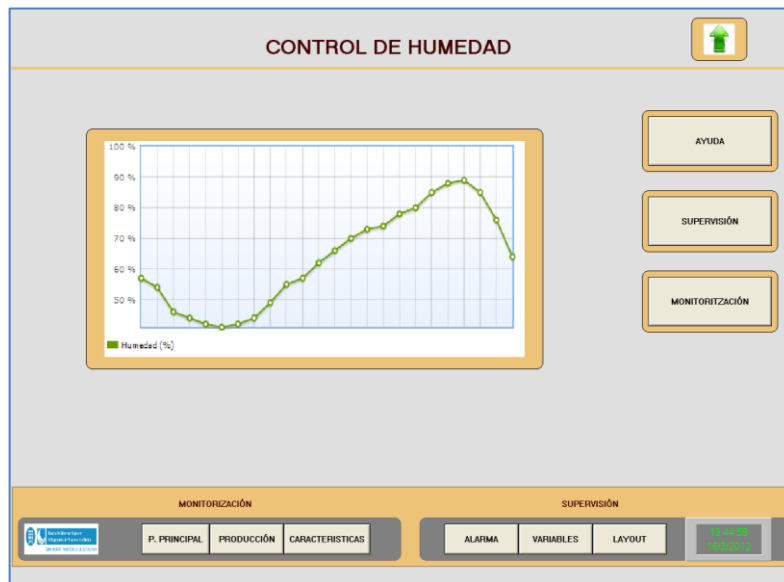 CONTROL DE HUMEDAD
100 %
90 %
80 %
70 %
60 %
50 %
Humedad (%)
AYUDA
SUPERVISIÓN
MONITORITZACIÓN
MONITORIZACIÓN
SUPERVISIÓN
P. PRINCIPAL
PRODUCCIÓN
CARACTERISTICAS
ALARMA
VARIABLES
LAYOUT